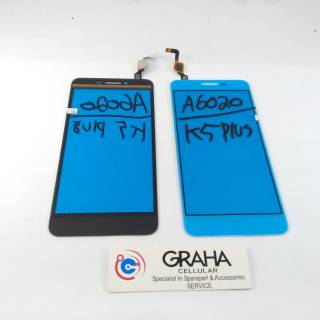 A6020
K5 Plus
A6020
K5 Plus
GRAHA
CELLULAR
Specialist in Sparepart & Accessories
SERVICE